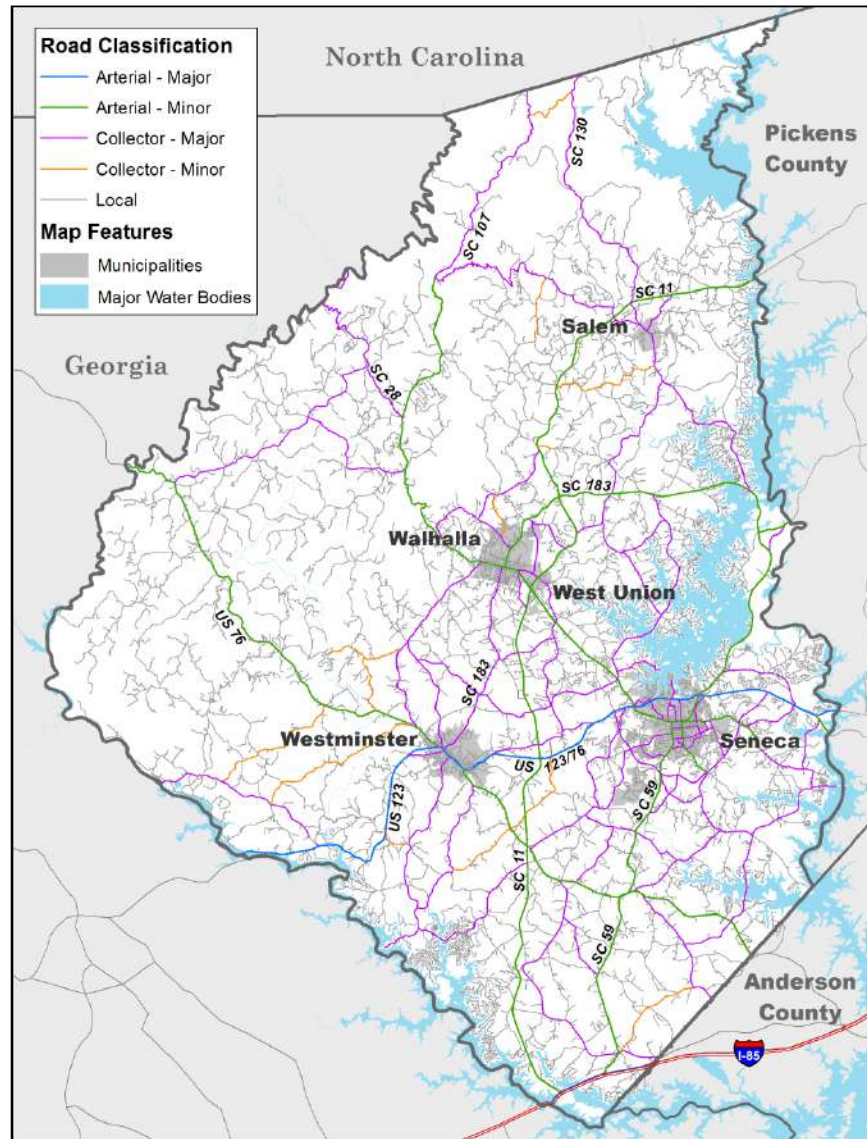 Road Classification
Arterial - Major
Arterial - Minor
Collector - Major
Collector - Minor
Local
Map Features
Municipalities
Major Water Bodies
North Carolina
Pickens
County
SC 130
SC 107
SC 11
Salem
Georgia
SC 28
SC 183
Walhalla
West Union
US 76
SC 183
Westminster
Seneca
US 123/76
US 123
SC 59
SC 11
SC 59
Anderson
County
I-85